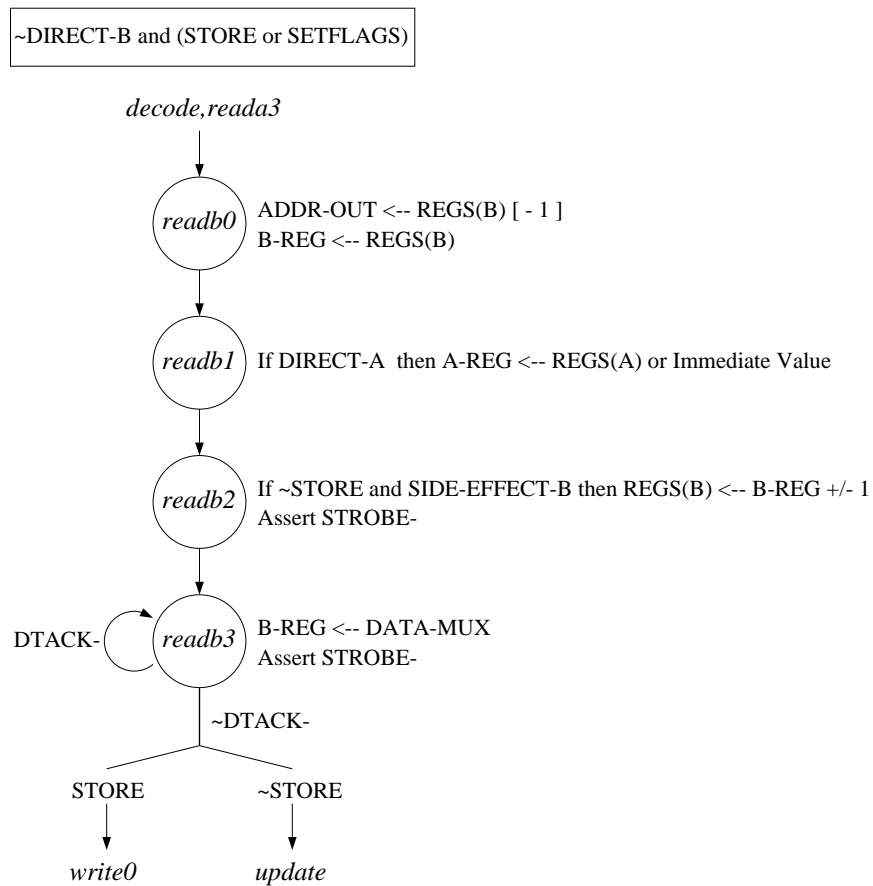 ~DIRECT-B and (STORE or SETFLAGS)
decode,reada3
readb0
ADDR-OUT <-- REGS(B) [ - 1 ]
B-REG <-- REGS(B)
readb1
If DIRECT-A then A-REG <-- REGS(A) or Immediate Value
readb2
If ~STORE and SIDE-EFFECT-B then REGS(B) <-- B-REG +/- 1
Assert STROBE-
DTACK-
readb3
B-REG <-- DATA-MUX
Assert STROBE-
~DTACK-
STORE
~STORE
write0
update